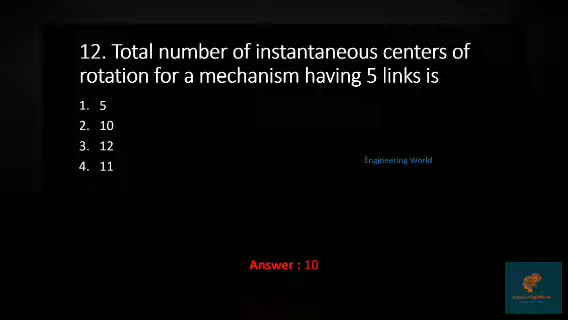 12. Total number of instantaneous centers of
rotation for a mechanism having 5 links is
1. 5
2. 10
3. 12
4. 11
Engineering World
Answer : 10